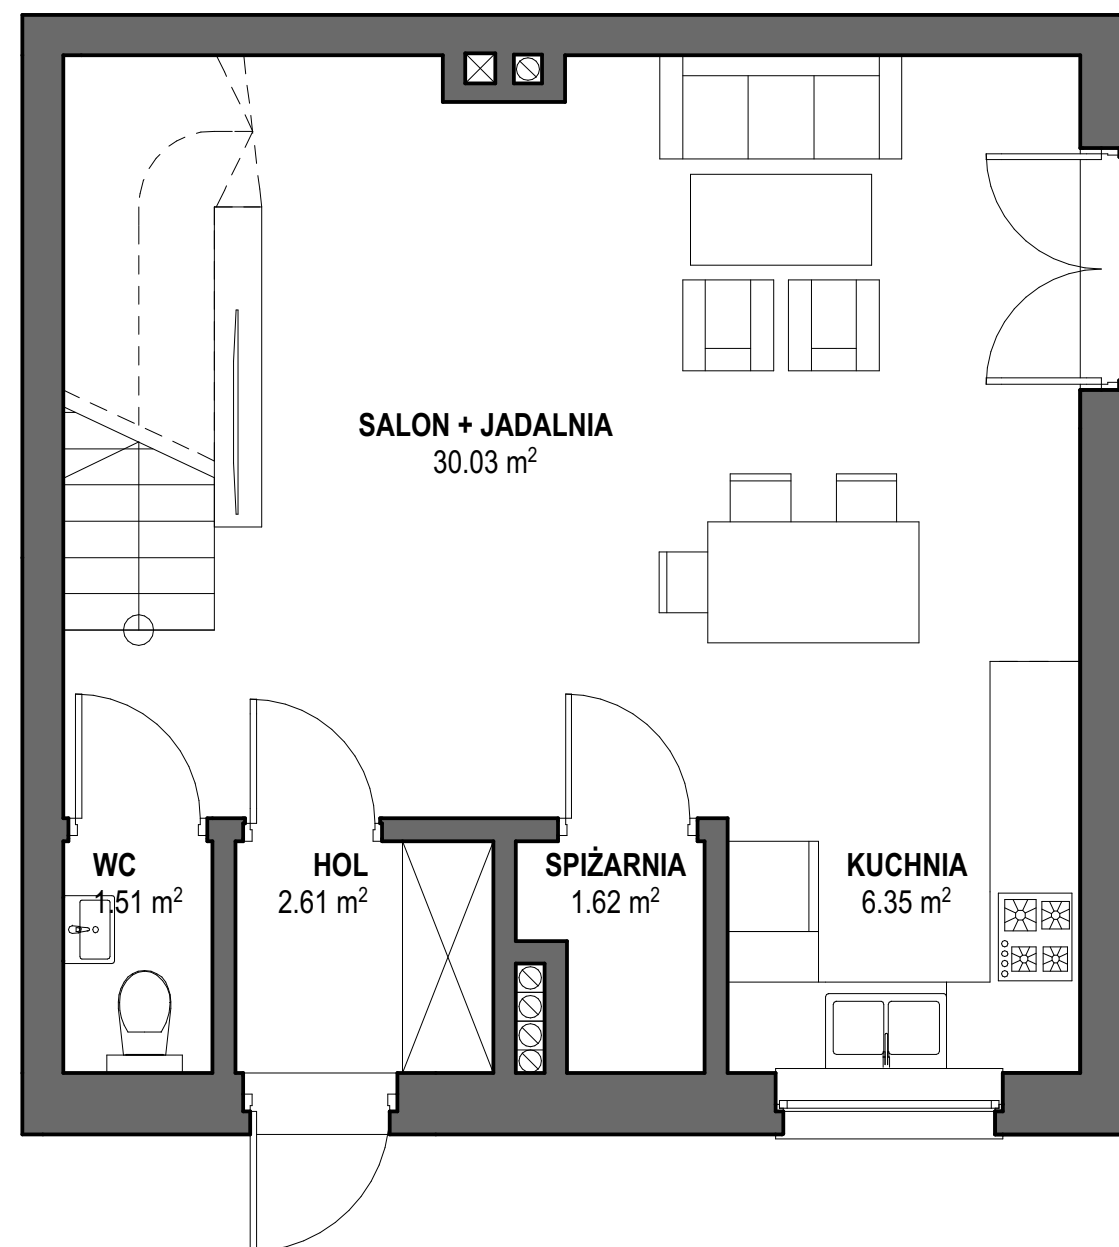 SALON + JADALNIA
30.03 m²
WC
1.51 m²
HOL
2.61 m²
SPIŻARNIA
1.62 m²
KUCHNIA
6.35 m²